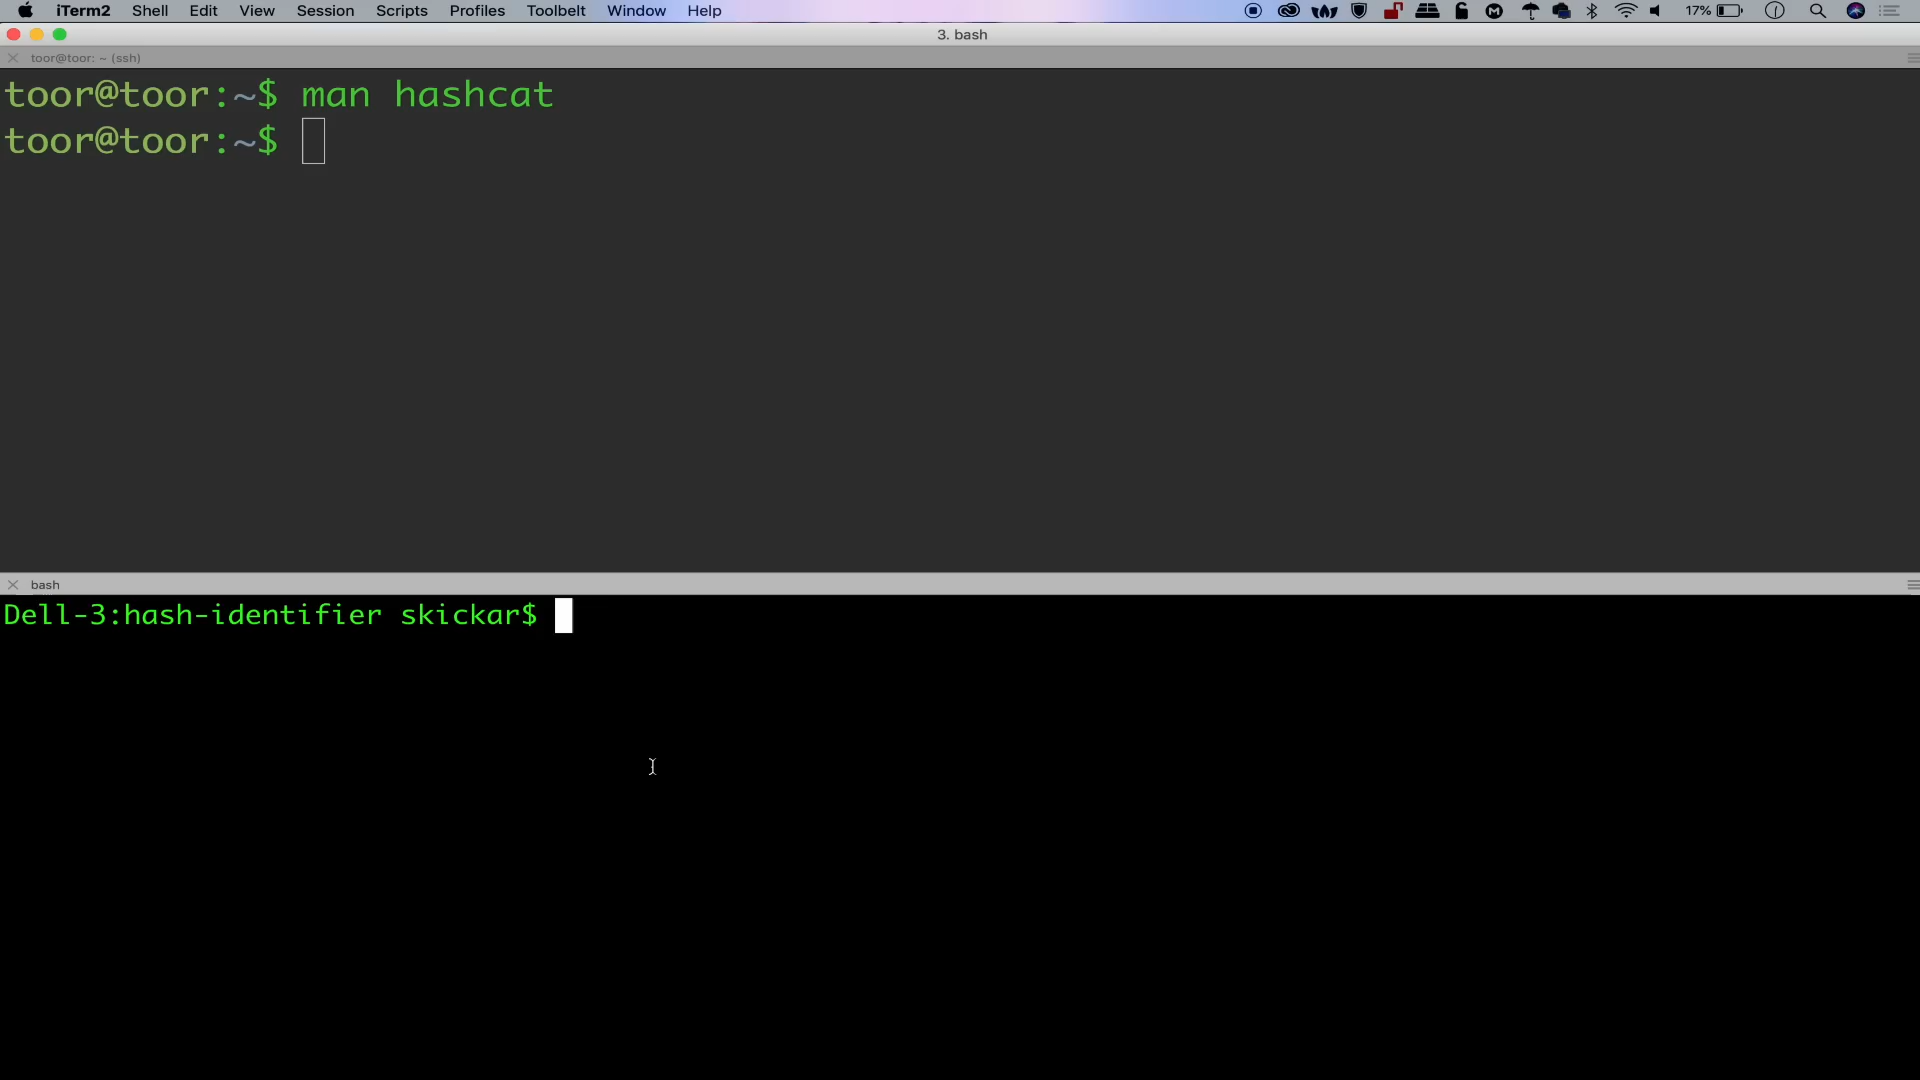 iTerm2 Shell Edit View Session Scripts Profiles Toolbelt Window Help 17%
3. bash
toor@toor: ~ (ssh)
toor@toor:~$ man hashcat
toor@toor:~$
bash
Dell-3:hash-identifier skickar$